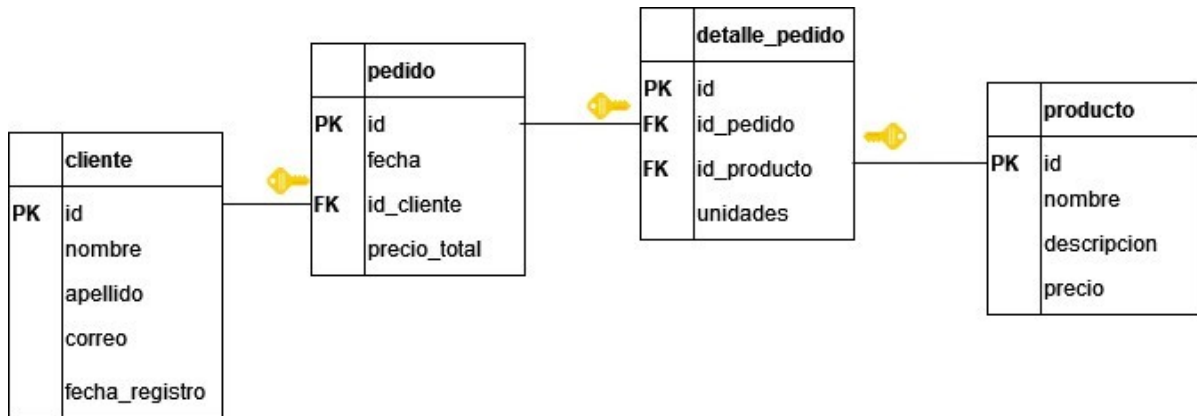 cliente
PK id
nombre
apellido
correo
fecha_registro
pedido
PK id
fecha
FK id_cliente
precio_total
detalle_pedido
PK id
FK id_pedido
FK id_producto
unidades
producto
PK id
nombre
descripcion
precio